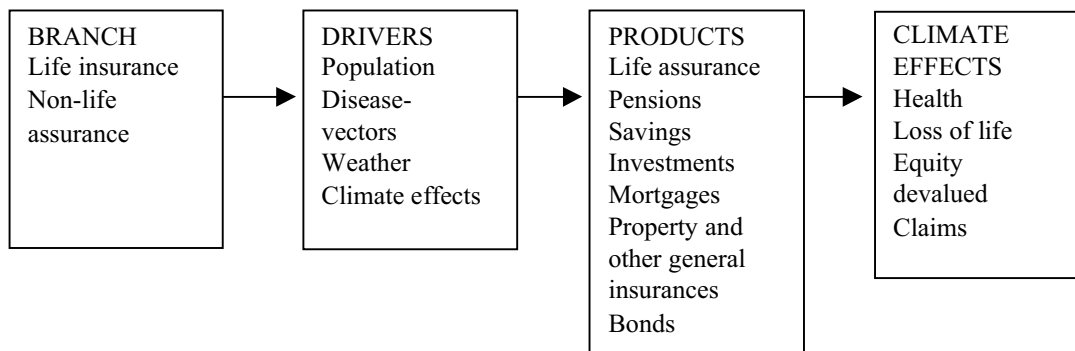 BRANCH
Life insurance
Non-life
assurance
DRIVERS
Population
Disease-
vectors
Weather
Climate effects
PRODUCTS
Life assurance
Pensions
Savings
Investments
Mortgages
Property and
other general
insurances
Bonds
CLIMATE
EFFECTS
Health
Loss of life
Equity
devalued
Claims